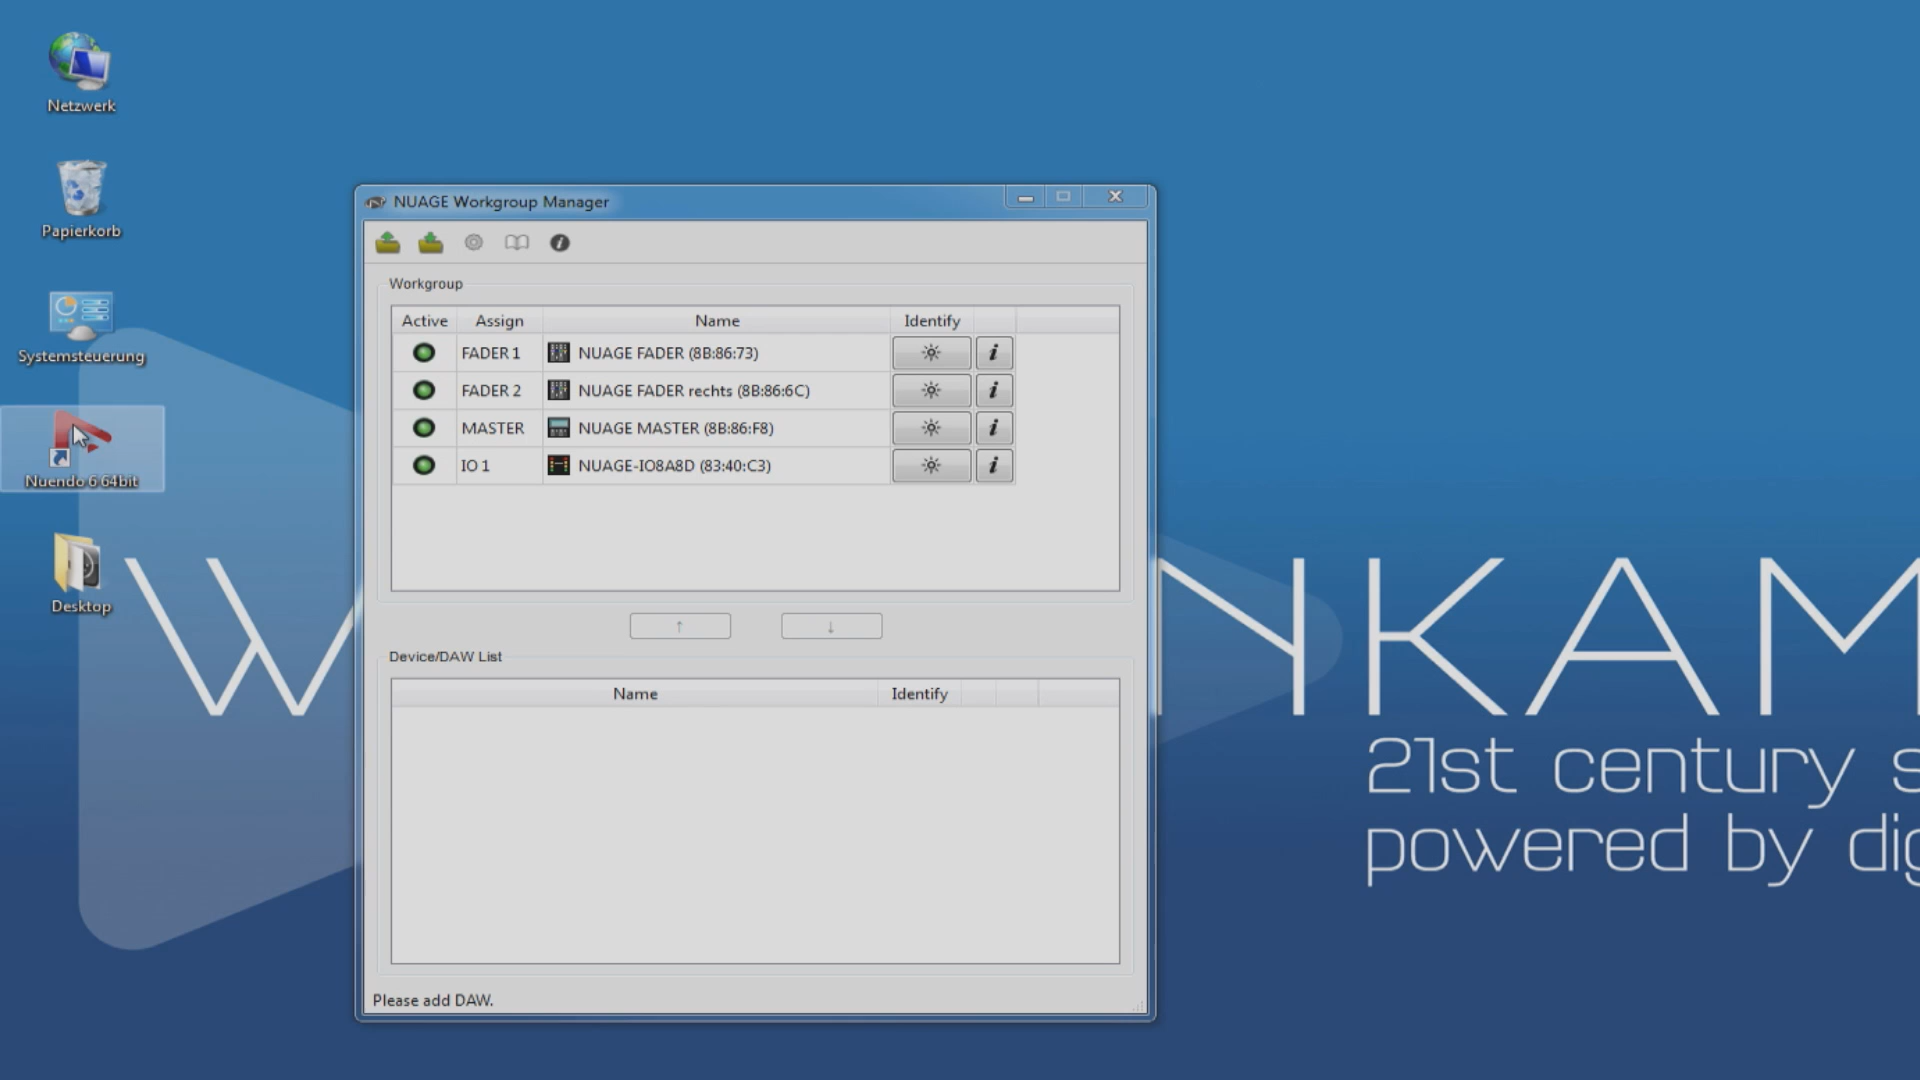 Netzwerk
Papierkorb
Systemsteuerung
Nuendo 6 64bit
Desktop
NUAGE Workgroup Manager
Workgroup
Active Assign Name Identify
FADER 1 NUAGE FADER (8B:86:73)
FADER 2 NUAGE FADER rechts (8B:86:6C)
MASTER NUAGE MASTER (8B:86:F8)
IO 1 NUAGE-IO8A8D (83:40:C3)
Device/DAW List
Name Identify
Please add DAW.
W NKAM
21st century s
powered by dig